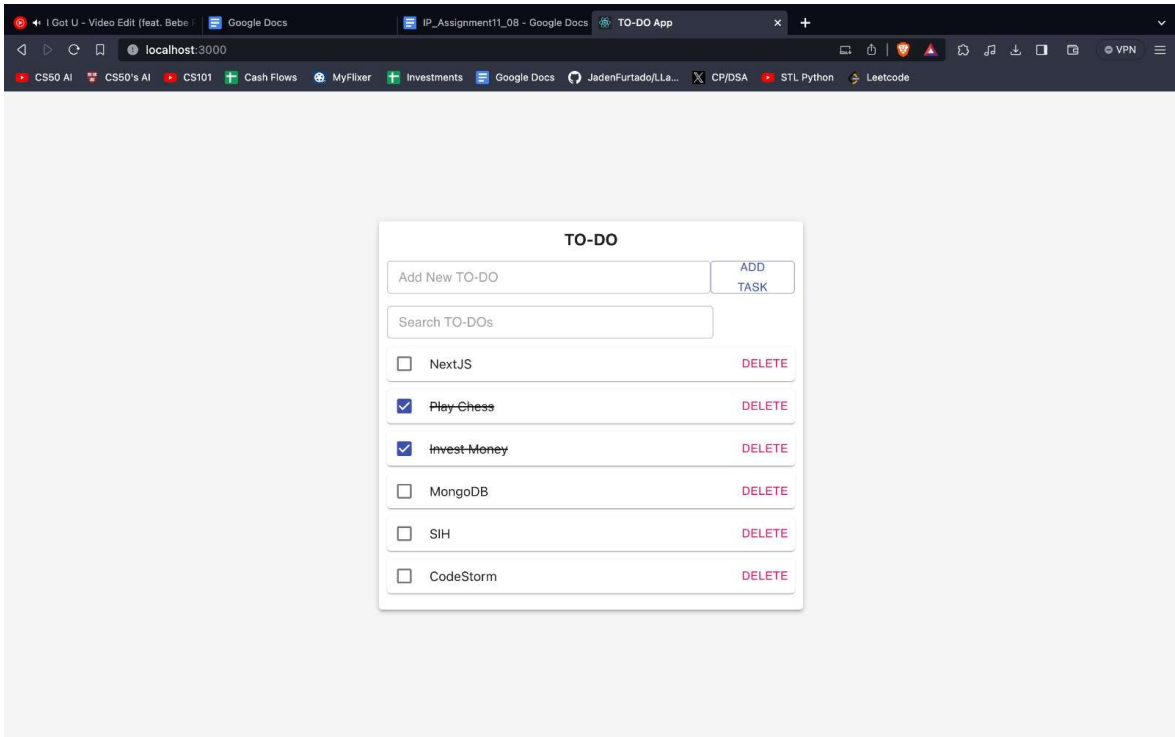 I Got U - Video Edit (feat. Bebe
Google Docs
IP_Assignment11_08 - Google Docs
TO-DO App
localhost:3000
VPN
CS50 AI
CS50's AI
CS101
Cash Flows
MyFlixer
Investments
Google Docs
JadenFurtado/LLa...
CP/DSA
STL Python
Leetcode
TO-DO
Add New TO-DO
ADD
TASK
Search TO-DOs
NextJS DELETE
Play Chess DELETE
Invest Money DELETE
MongoDB DELETE
SIH DELETE
CodeStorm DELETE